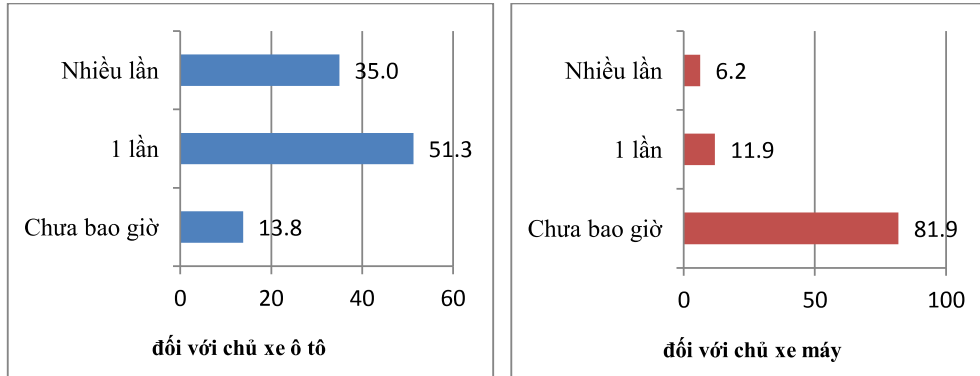 Nhiều lần 35.0
1 lần 51.3
Chưa bao giờ 13.8
0 20 40 60
đối với chủ xe ô tô
Nhiều lần 6.2
1 lần 11.9
Chưa bao giờ 81.9
0 50 100
đối với chủ xe máy